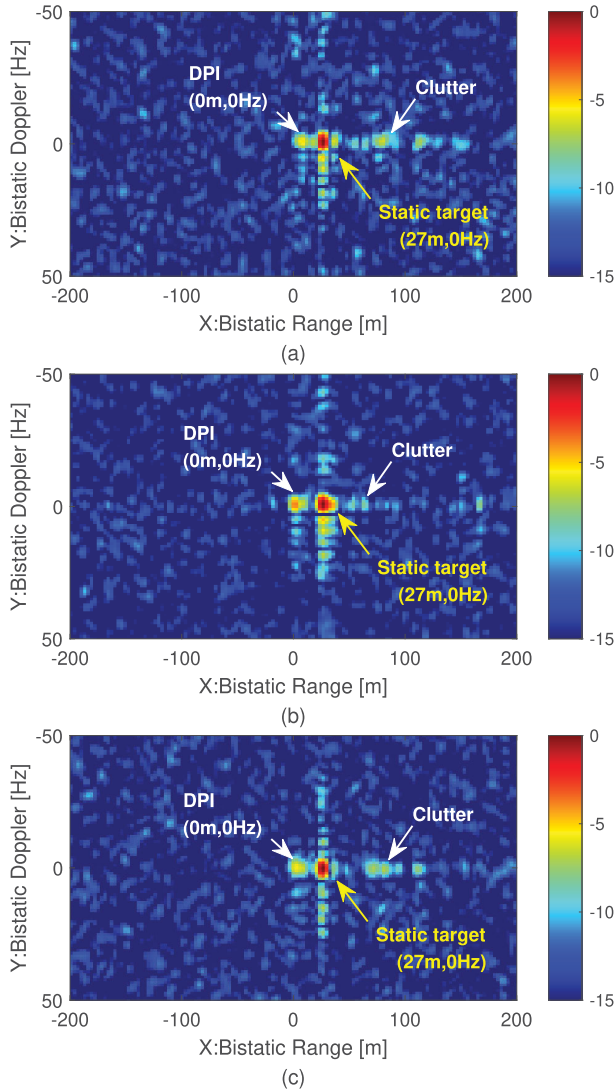 -50
0
50
Y:Bistatic Doppler [Hz]
DPI
(0m,0Hz)
Clutter
Static target
(27m,0Hz)
-200
-100
0
100
200
X:Bistatic Range [m]
0
-5
-10
-15
(a)
-50
0
50
Y:Bistatic Doppler [Hz]
DPI
(0m,0Hz)
Clutter
Static target
(27m,0Hz)
-200
-100
0
100
200
X:Bistatic Range [m]
0
-5
-10
-15
(b)
-50
0
50
Y:Bistatic Doppler [Hz]
DPI
(0m,0Hz)
Clutter
Static target
(27m,0Hz)
-200
-100
0
100
200
X:Bistatic Range [m]
0
-5
-10
-15
(c)